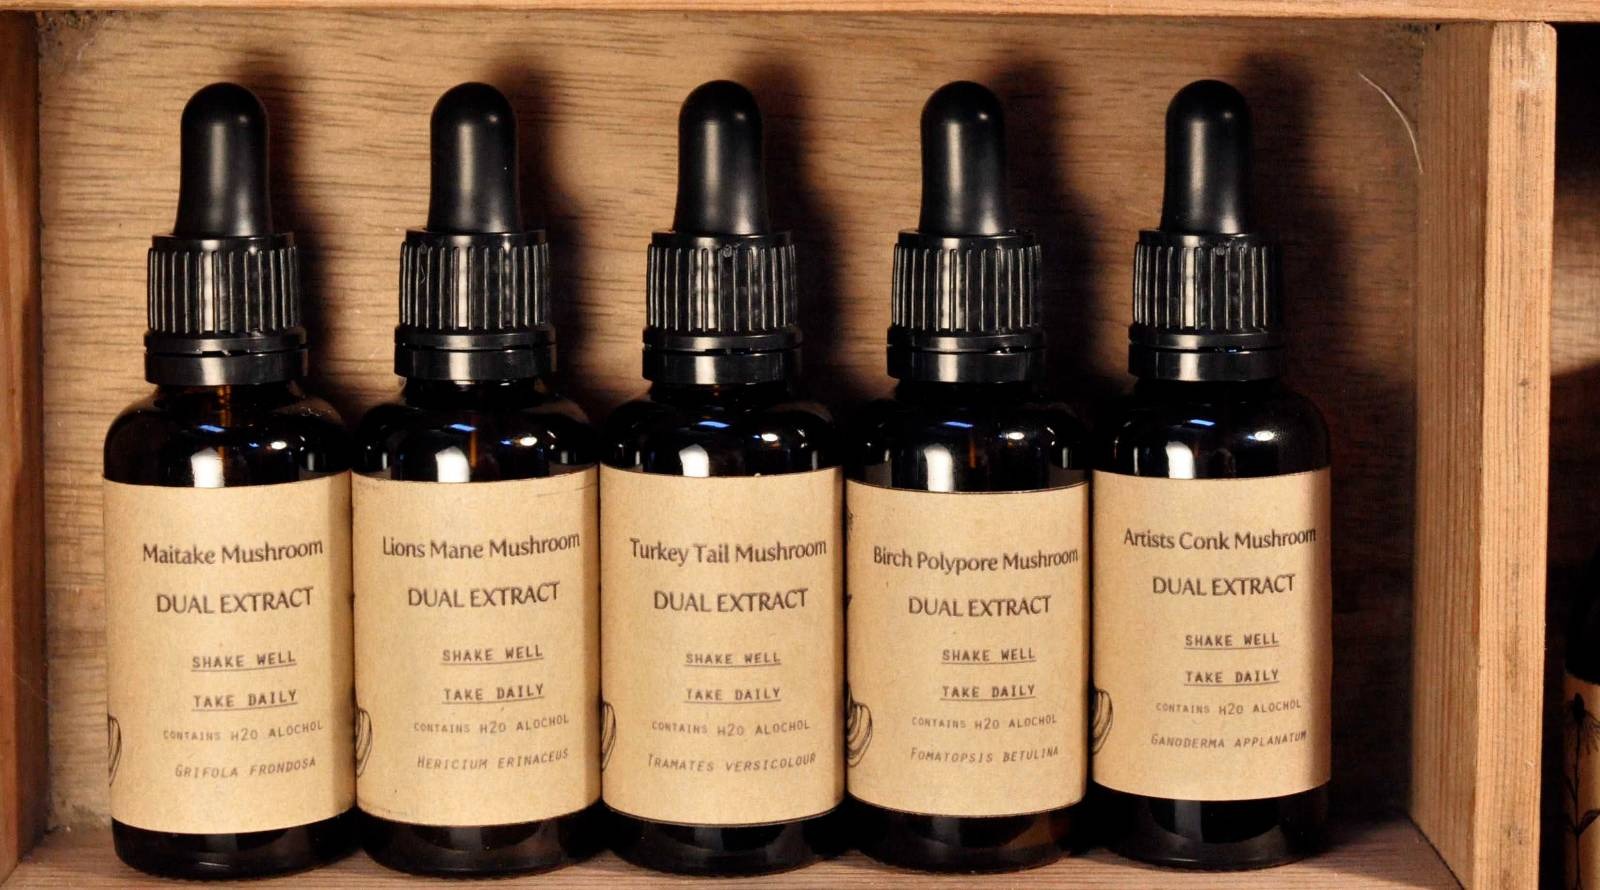 Maitake Mushroom
DUAL EXTRACT
SHAKE WELL
TAKE DAILY
CONTAINS H2O ALOCHOL
GRIFOLA FRONDOSA
Lions Mane Mushroom
DUAL EXTRACT
SHAKE WELL
TAKE DAILY
CONTAINS H2O ALOCHOL
HERICIUM ERINACEUS
Turkey Tail Mushroom
DUAL EXTRACT
SHAKE WELL
TAKE DAILY
CONTAINS H2O ALOCHOL
TRAMATES VERSICOLOUR
Birch Polypore Mushroom
DUAL EXTRACT
SHAKE WELL
TAKE DAILY
CONTAINS H2O ALOCHOL
FOMATOPSIS BETULINA
Artists Conk Mushroom
DUAL EXTRACT
SHAKE WELL
TAKE DAILY
CONTAINS H2O ALOCHOL
GANODERMA APPLANATUM